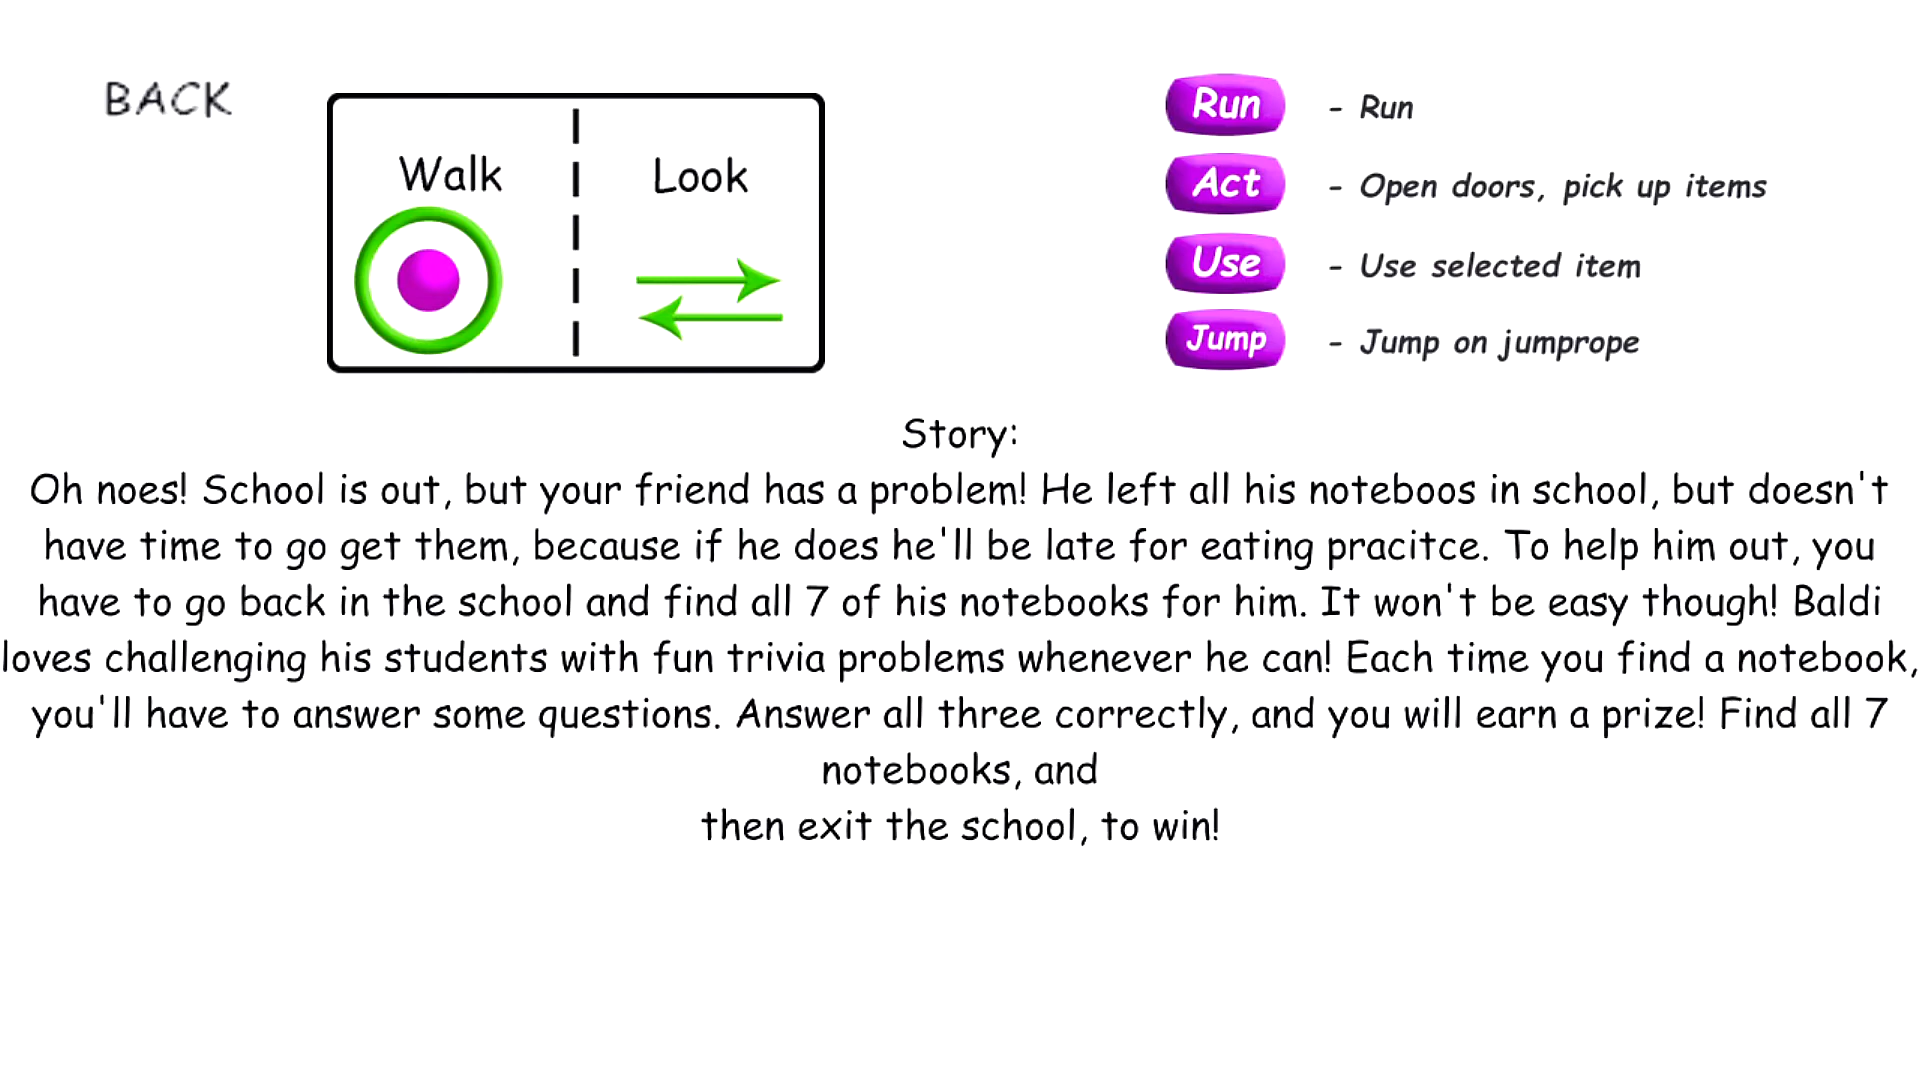 BACK
Walk
Look
Run - Run
Act - Open doors, pick up items
Use - Use selected item
Jump - Jump on jumprope
Story:
Oh noes! School is out, but your friend has a problem! He left all his noteboos in school, but doesn't
have time to go get them, because if he does he'll be late for eating pracitce. To help him out, you
have to go back in the school and find all 7 of his notebooks for him. It won't be easy though! Baldi
loves challenging his students with fun trivia problems whenever he can! Each time you find a notebook,
you'll have to answer some questions. Answer all three correctly, and you will earn a prize! Find all 7
notebooks, and
then exit the school, to win!